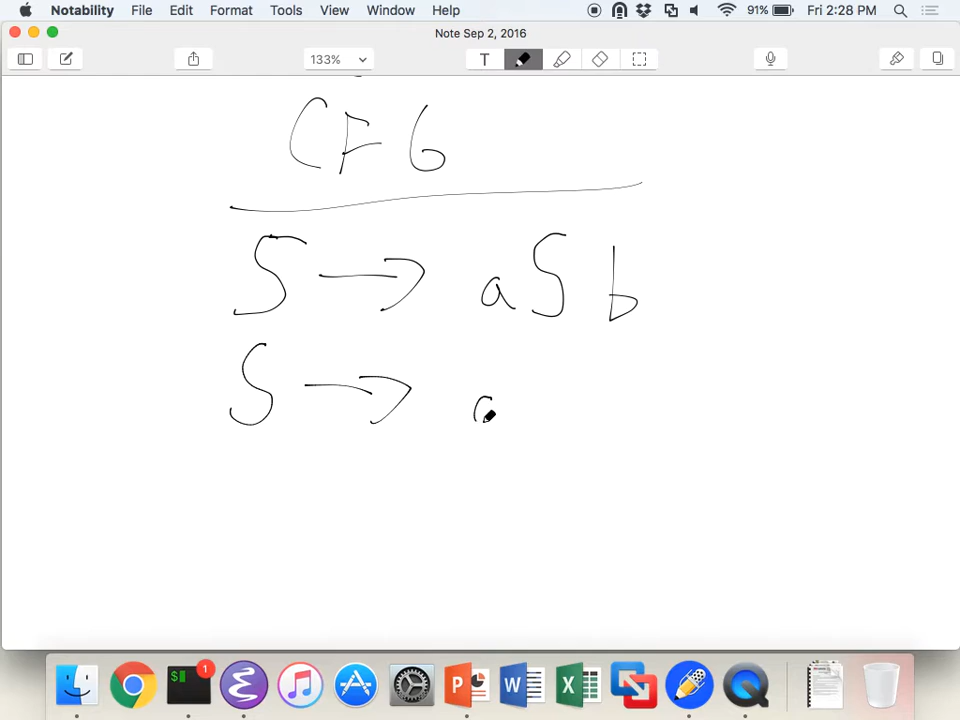 Notability File Edit Format Tools View Window Help 91% Fri 2:28 PM
Note Sep 2, 2016
133% T
CFG
S → aSb
S → a
1
$
P W X